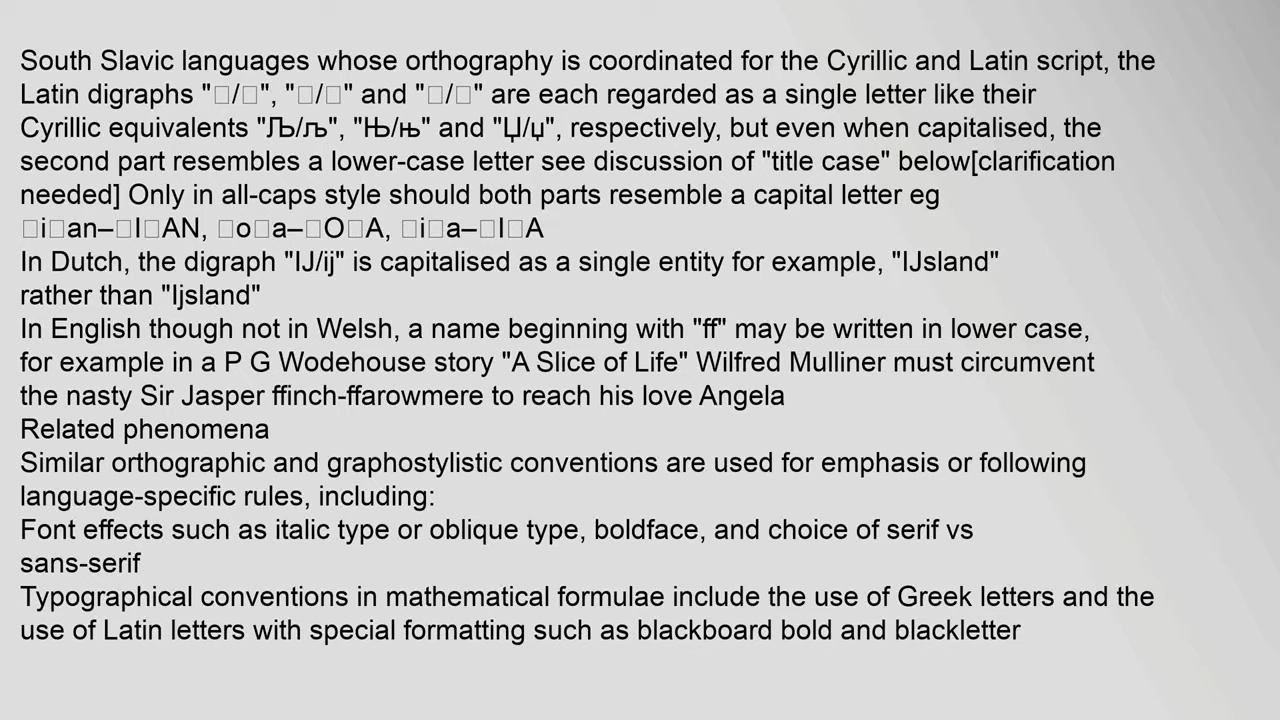 South Slavic languages whose orthography is coordinated for the Cyrillic and Latin script, the
Latin digraphs "□/□", "□/□" and "□/□" are each regarded as a single letter like their
Cyrillic equivalents "Љ/љ", "Њ/њ" and "Џ/џ", respectively, but even when capitalised, the
second part resembles a lower-case letter see discussion of "title case" below[clarification
needed] Only in all-caps style should both parts resemble a capital letter eg
□i□an–□I□AN, □o□a–□O□A, □i□a–□I□A
In Dutch, the digraph "IJ/ij" is capitalised as a single entity for example, "IJsland"
rather than "Ijsland"
In English though not in Welsh, a name beginning with "ff" may be written in lower case,
for example in a P G Wodehouse story "A Slice of Life" Wilfred Mulliner must circumvent
the nasty Sir Jasper ffinch-ffarowmere to reach his love Angela
Related phenomena
Similar orthographic and graphostylistic conventions are used for emphasis or following
language-specific rules, including:
Font effects such as italic type or oblique type, boldface, and choice of serif vs
sans-serif
Typographical conventions in mathematical formulae include the use of Greek letters and the
use of Latin letters with special formatting such as blackboard bold and blackletter